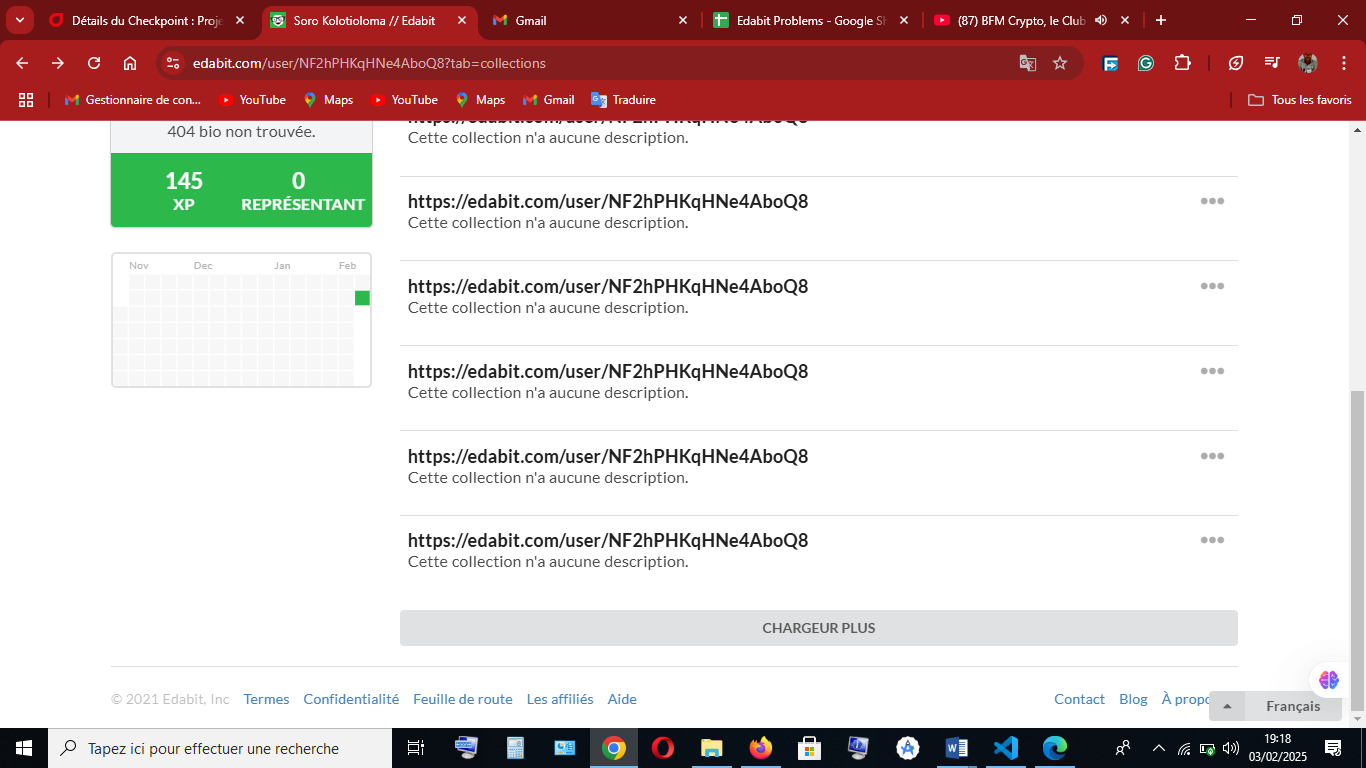 Détails du Checkpoint : Proje
Soro Kolotioloma // Edabit
Gmail
Edabit Problems - Google Sh
(87) BFM Crypto, le Club
edabit.com/user/NF2hPHKqHNe4AboQ8?tab=collections
Gestionnaire de con...
YouTube
Maps
YouTube
Maps
Gmail
Traduire
Tous les favoris
404 bio non trouvée.
145
XP
0
REPRÉSENTANT
Nov Dec Jan Feb
https://edabit.com/user/NF2hPHKqHNe4AboQ8
Cette collection n'a aucune description.
https://edabit.com/user/NF2hPHKqHNe4AboQ8
Cette collection n'a aucune description.
https://edabit.com/user/NF2hPHKqHNe4AboQ8
Cette collection n'a aucune description.
https://edabit.com/user/NF2hPHKqHNe4AboQ8
Cette collection n'a aucune description.
https://edabit.com/user/NF2hPHKqHNe4AboQ8
Cette collection n'a aucune description.
https://edabit.com/user/NF2hPHKqHNe4AboQ8
Cette collection n'a aucune description.
CHARGEUR PLUS
© 2021 Edabit, Inc Termes Confidentialité Feuille de route Les affiliés Aide
Contact Blog À propo
Français
Tapez ici pour effectuer une recherche
19:18
03/02/2025